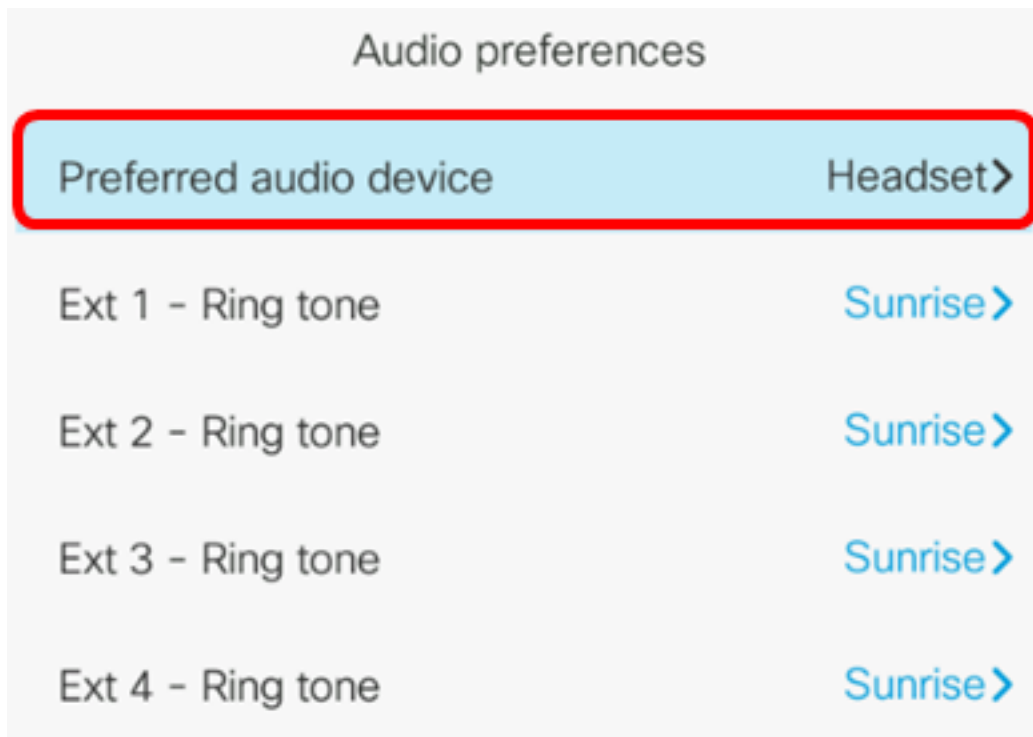 Audio preferences
Preferred audio device Headset
Ext 1 - Ring tone Sunrise
Ext 2 - Ring tone Sunrise
Ext 3 - Ring tone Sunrise
Ext 4 - Ring tone Sunrise